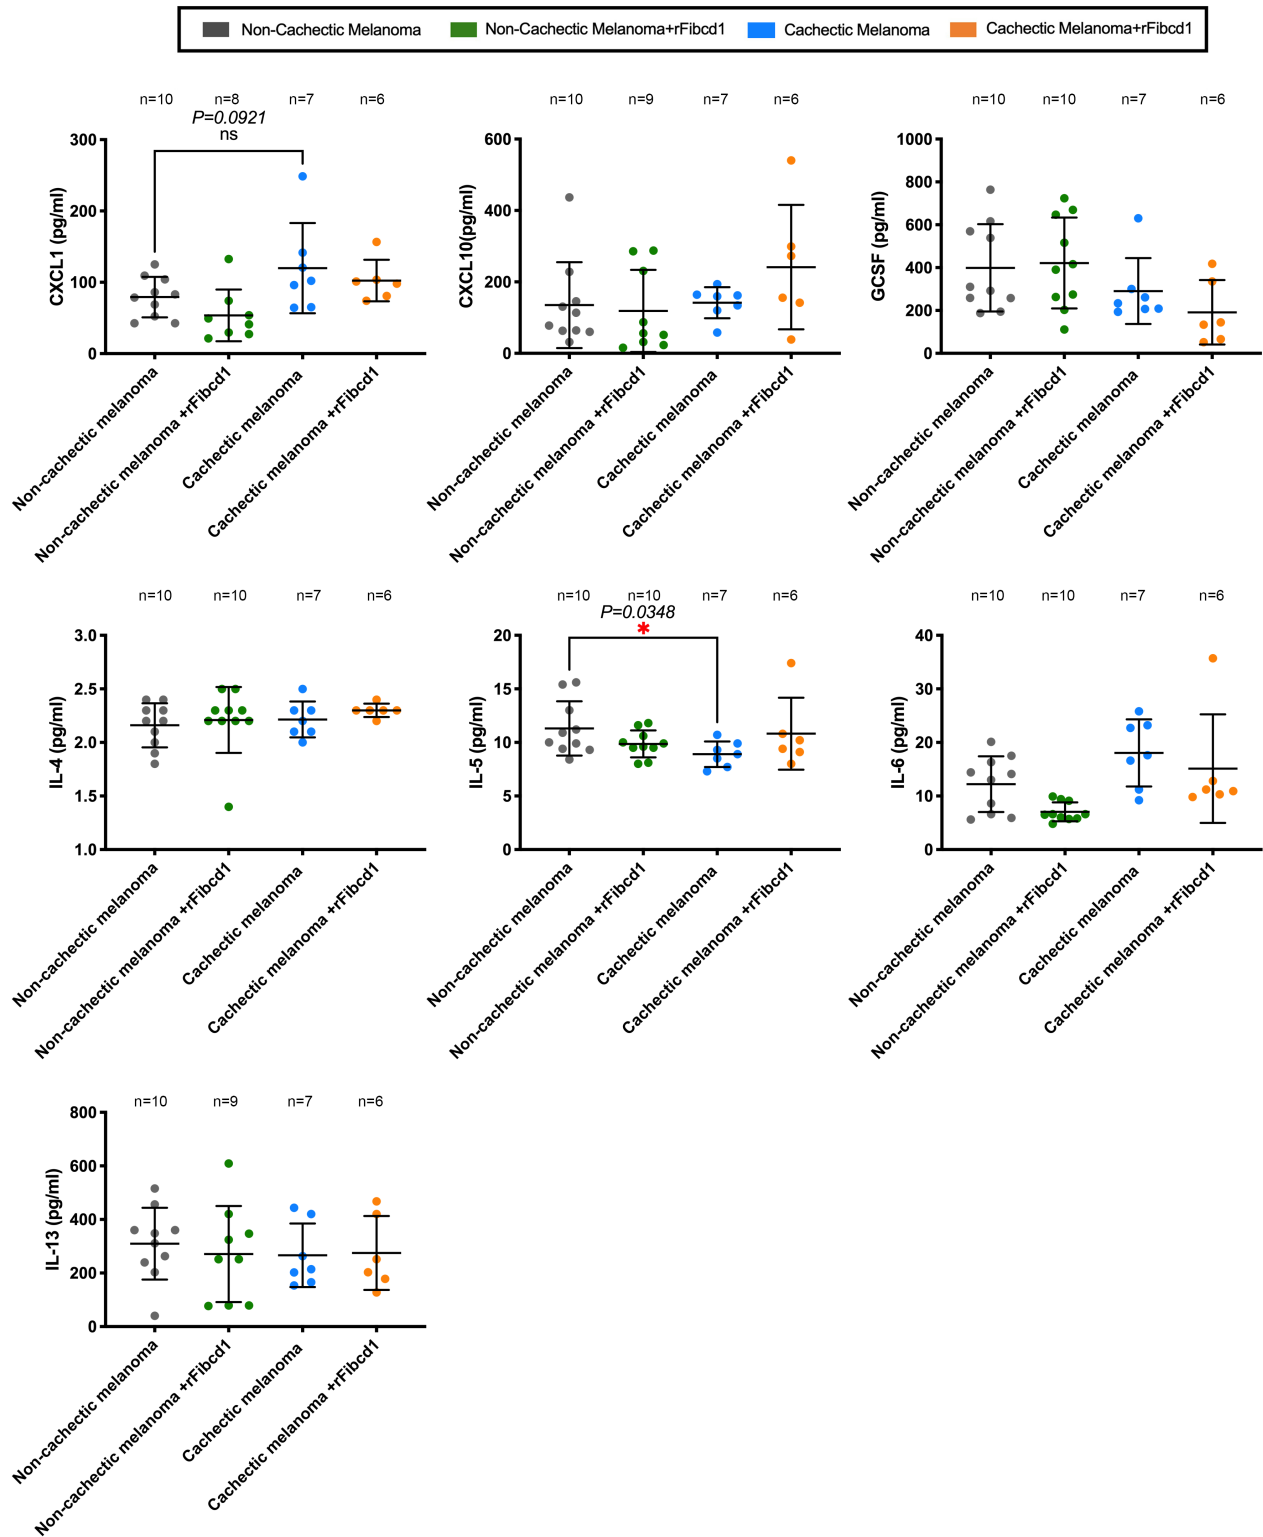 Non-Cachectic Melanoma Non-Cachectic Melanoma+rFibcd1 Cachectic Melanoma Cachectic Melanoma+rFibcd1
n=10 n=8 n=7 n=6
P=0.0921
ns
CXCL1 (pg/ml)
300
200
100
0
Non-cachectic melanoma
Non-cachectic melanoma +rFibcd1
Cachectic melanoma
Cachectic melanoma +rFibcd1
n=10 n=9 n=7 n=6
CXCL10(pg/ml)
600
400
200
0
Non-cachectic melanoma
Non-cachectic melanoma +rFibcd1
Cachectic melanoma
Cachectic melanoma +rFibcd1
n=10 n=10 n=7 n=6
GCSF (pg/ml)
1000
800
600
400
200
0
Non-cachectic melanoma
Non-cachectic melanoma +rFibcd1
Cachectic melanoma
Cachectic melanoma +rFibcd1
n=10 n=10 n=7 n=6
IL-4 (pg/ml)
3.0
2.5
2.0
1.5
1.0
Non-cachectic melanoma
Non-cachectic melanoma +rFibcd1
Cachectic melanoma
Cachectic melanoma +rFibcd1
n=10 n=10 n=7 n=6
P=0.0348
*
IL-5 (pg/ml)
20
15
10
5
0
Non-cachectic melanoma
Non-cachectic melanoma +rFibcd1
Cachectic melanoma
Cachectic melanoma +rFibcd1
n=10 n=10 n=7 n=6
IL-6 (pg/ml)
40
30
20
10
0
Non-cachectic melanoma
Non-cachectic melanoma +rFibcd1
Cachectic melanoma
Cachectic melanoma +rFibcd1
n=10 n=9 n=7 n=6
IL-13 (pg/ml)
800
600
400
200
0
Non-cachectic melanoma
Non-cachectic melanoma +rFibcd1
Cachectic melanoma
Cachectic melanoma +rFibcd1